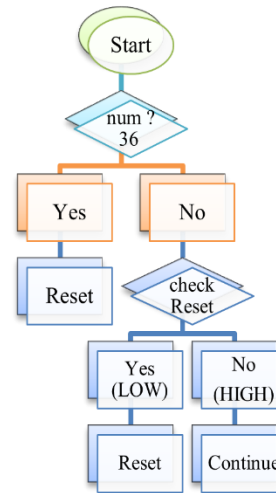 Start
num ?
36
Yes
No
Reset
check
Reset
Yes
(LOW)
No
(HIGH)
Reset
Continue